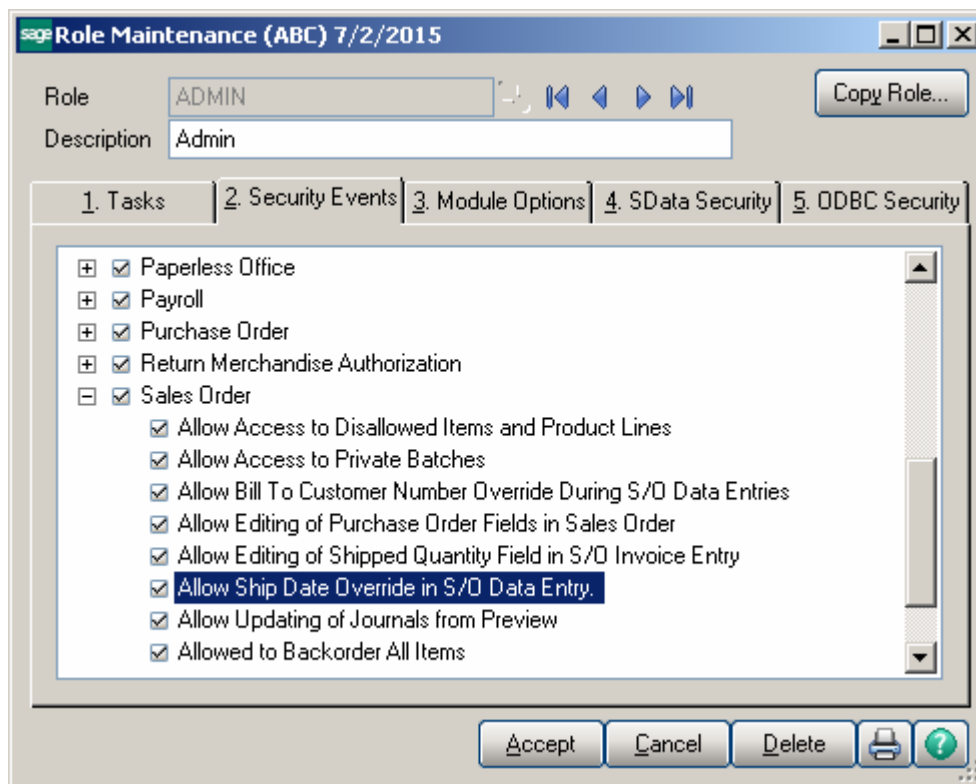 sage Role Maintenance (ABC) 7/2/2015
Role ADMIN Copy Role...
Description Admin
1. Tasks 2. Security Events 3. Module Options 4. SData Security 5. ODBC Security
Paperless Office
Payroll
Purchase Order
Return Merchandise Authorization
Sales Order
Allow Access to Disallowed Items and Product Lines
Allow Access to Private Batches
Allow Bill To Customer Number Override During S/O Data Entries
Allow Editing of Purchase Order Fields in Sales Order
Allow Editing of Shipped Quantity Field in S/O Invoice Entry
Allow Ship Date Override in S/O Data Entry.
Allow Updating of Journals from Preview
Allowed to Backorder All Items
Accept Cancel Delete ?